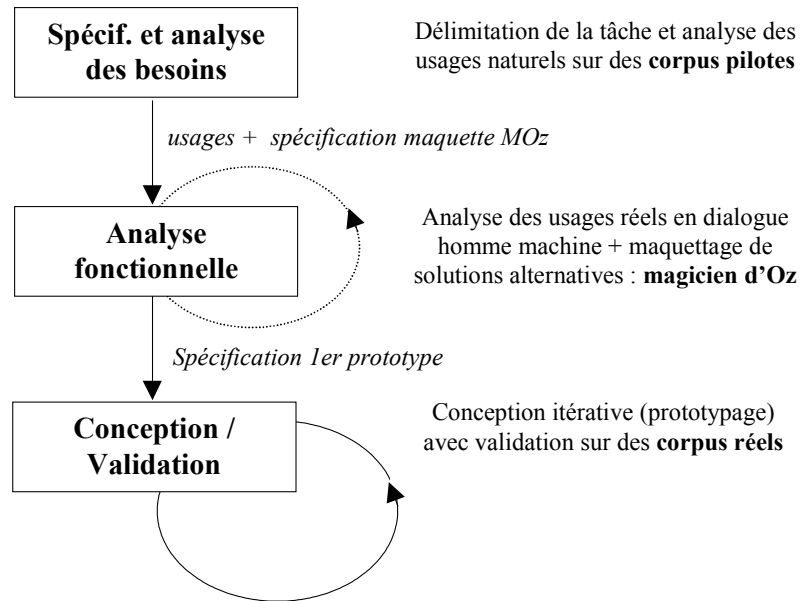 Spécif. et analyse
des besoins
Délimitation de la tâche et analyse des
usages naturels sur des corpus pilotes
usages + spécification maquette MOz
Analyse
fonctionnelle
Analyse des usages réels en dialogue
homme machine + maquettage de
solutions alternatives : magicien d’Oz
Spécification 1er prototype
Conception /
Validation
Conception itérative (prototypage)
avec validation sur des corpus réels